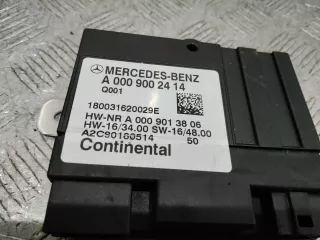 MERCEDES-BENZ
A 000 900 24 14
Q001
180031620029E
HW-NR A 000 901 38 06
HW-16/34.00 SW-16/48.00
A2C90160514 50
Continental